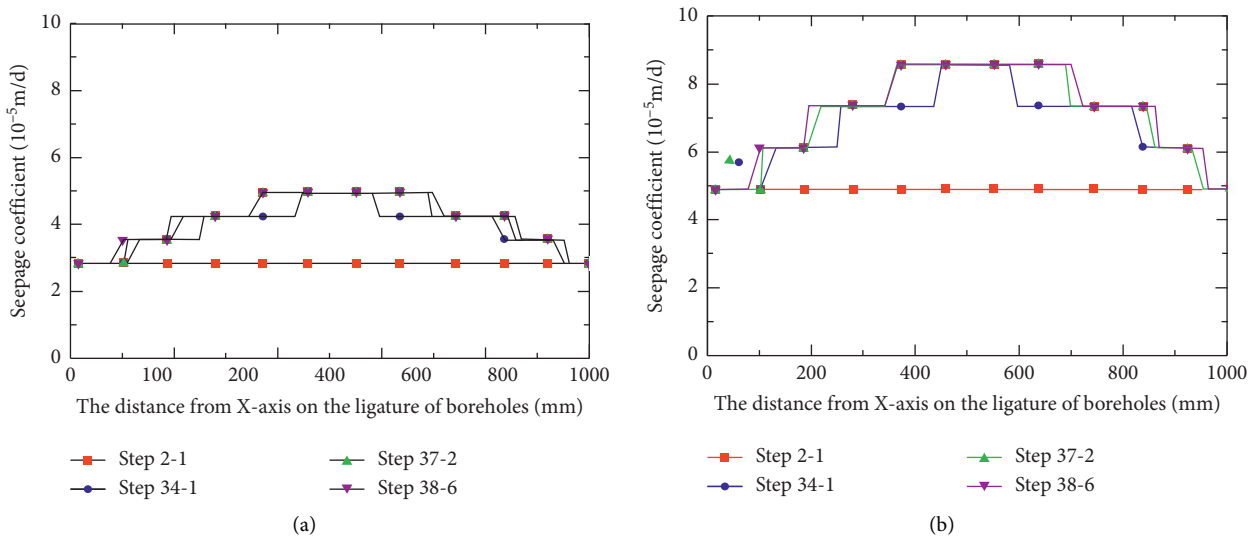 10
8
6
4
2
0
Seepage coefficient (10⁻⁵m/d)
0 100 200 400 600 800 1000
The distance from X-axis on the ligature of boreholes (mm)
Step 2-1
Step 34-1
Step 37-2
Step 38-6
(a)
10
8
6
4
2
0
Seepage coefficient (10⁻⁵m/d)
0 200 400 600 800 1000
The distance from X-axis on the ligature of boreholes (mm)
Step 2-1
Step 34-1
Step 37-2
Step 38-6
(b)